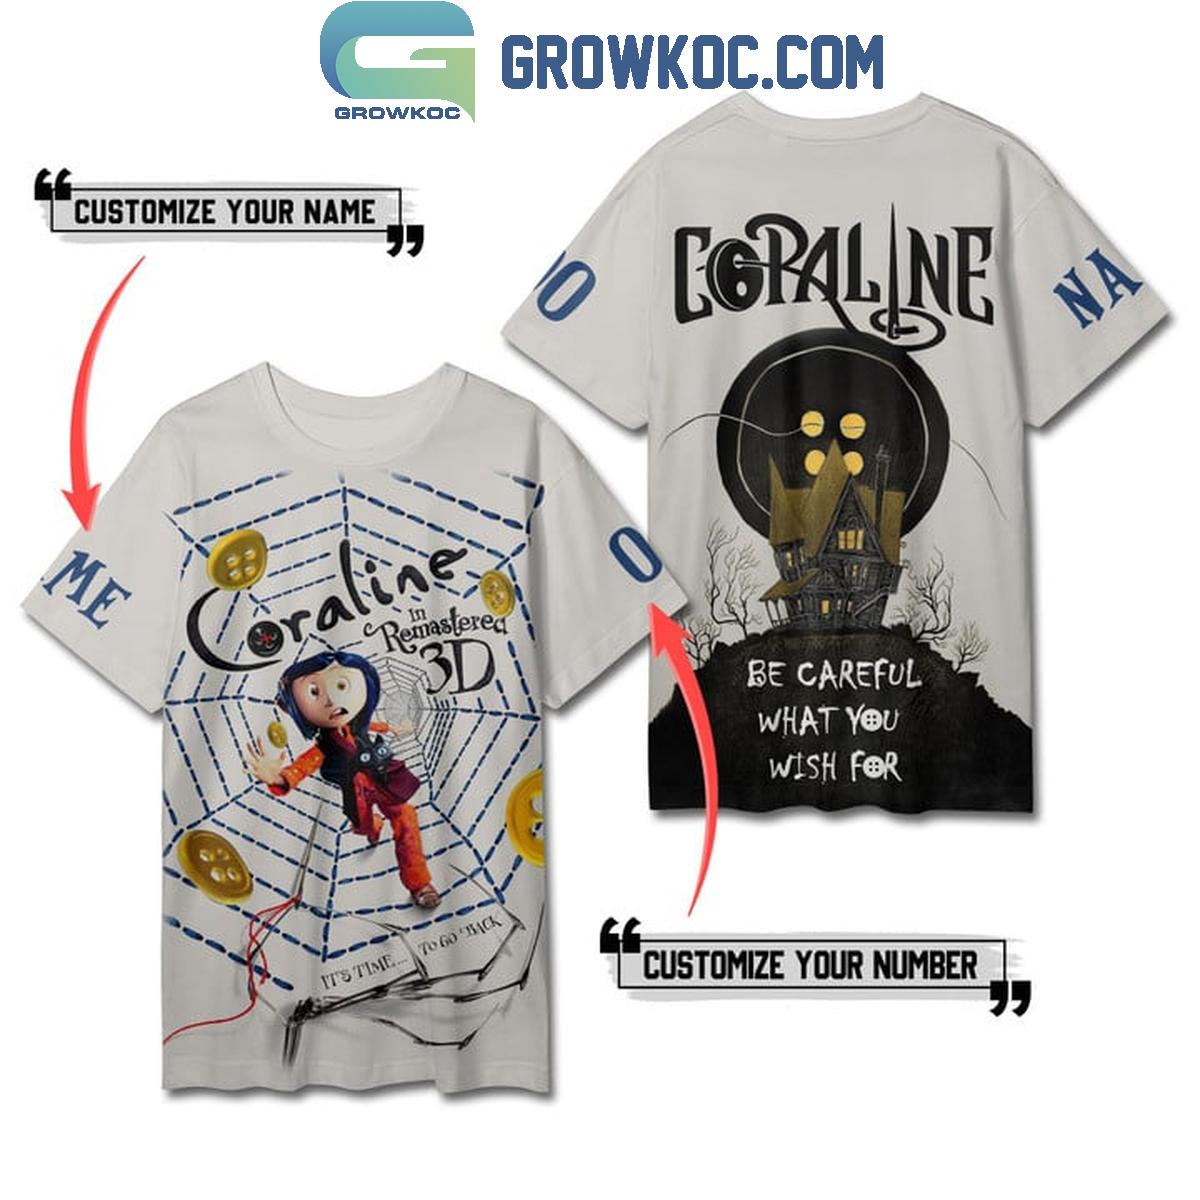 GROWKOC
GROWKOC.COM
CUSTOMIZE YOUR NAME
CORALINE
00
NA
ME
O
Coraline
in
Remastered
3D
BE CAREFUL
WHAT YOU
WISH FOR
IT'S TIME... TO GO BACK
CUSTOMIZE YOUR NUMBER